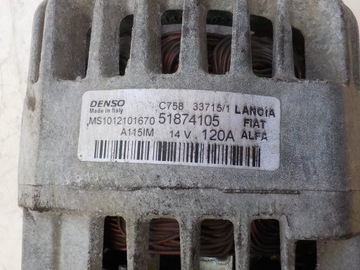 DENSO C758 33715/1 LANCIA
Made in Italy
MS1012101670 51874105 FIAT
A115IM 14 V. 120A ALFA